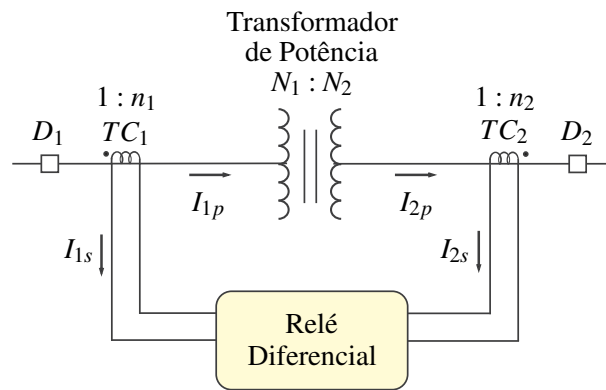 Transformador
de Potência
N₁ : N₂
1 : n₁
1 : n₂
D₁
TC₁
TC₂
D₂
I₁ₚ
I₂ₚ
I₁ₛ
I₂ₛ
Relé
Diferencial